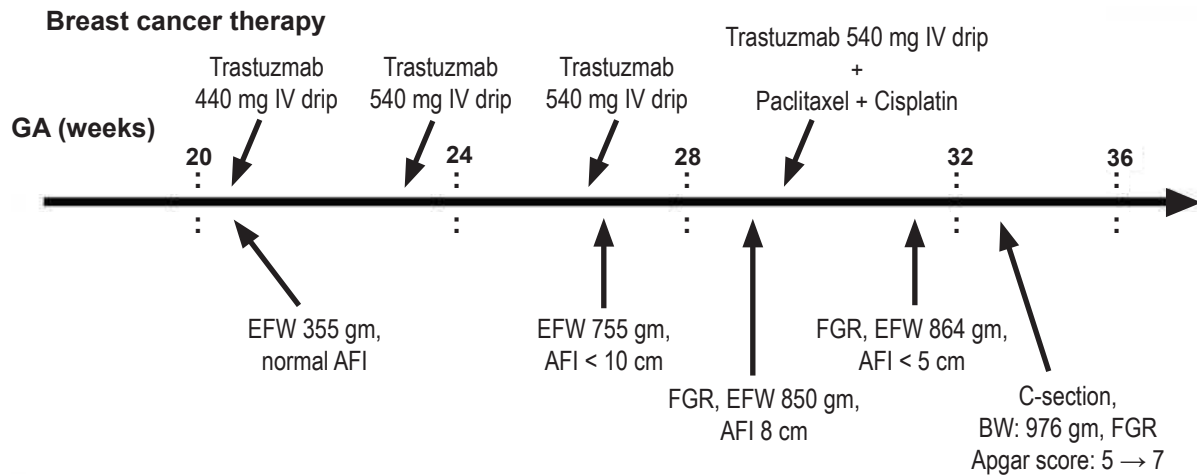 Breast cancer therapy
Trastuzmab
440 mg IV drip
Trastuzmab
540 mg IV drip
Trastuzmab
540 mg IV drip
Trastuzmab 540 mg IV drip
+
Paclitaxel + Cisplatin
GA (weeks)
20
24
28
32
36
EFW 355 gm,
normal AFI
EFW 755 gm,
AFI < 10 cm
FGR, EFW 850 gm,
AFI 8 cm
FGR, EFW 864 gm,
AFI < 5 cm
C-section,
BW: 976 gm, FGR
Apgar score: 5 → 7